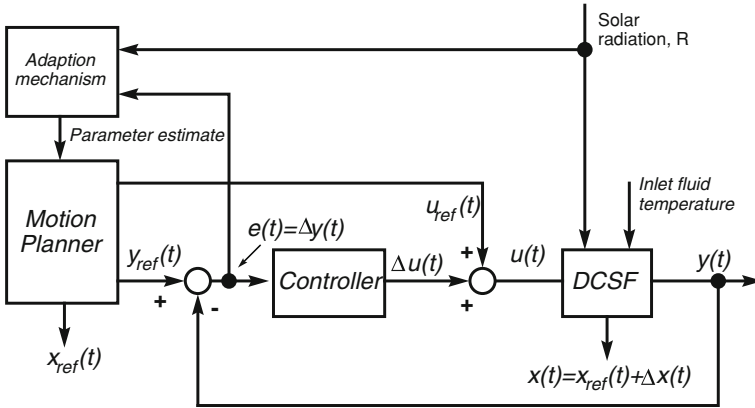 Solar
radiation, R
Adaption
mechanism
Parameter estimate
Inlet fluid
temperature
Motion
Planner
u_ref(t)
e(t)=Δy(t)
y_ref(t)
Controller
Δu(t)
+
+
u(t)
DCSF
y(t)
+
-
x_ref(t)
x(t)=x_ref(t)+Δx(t)